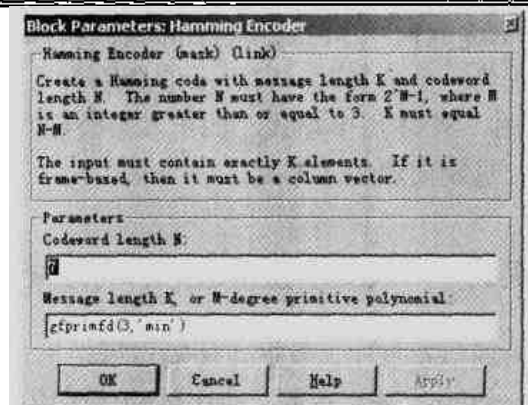 Block Parameters: Hamming Encoder
Hamming Encoder (mask) (link)
Create a Hamming code with message length K and codeword
length N. The number N must have the form 2^M-1, where M
is an integer greater than or equal to 3. K must equal
N-M.
The input must contain exactly K elements. If it is
frame-based, then it must be a column vector.
Parameters
Codeword length N:
7
Message length K, or M-degree primitive polynomial:
gfprimfd(3,'min')
OK Cancel Help Apply